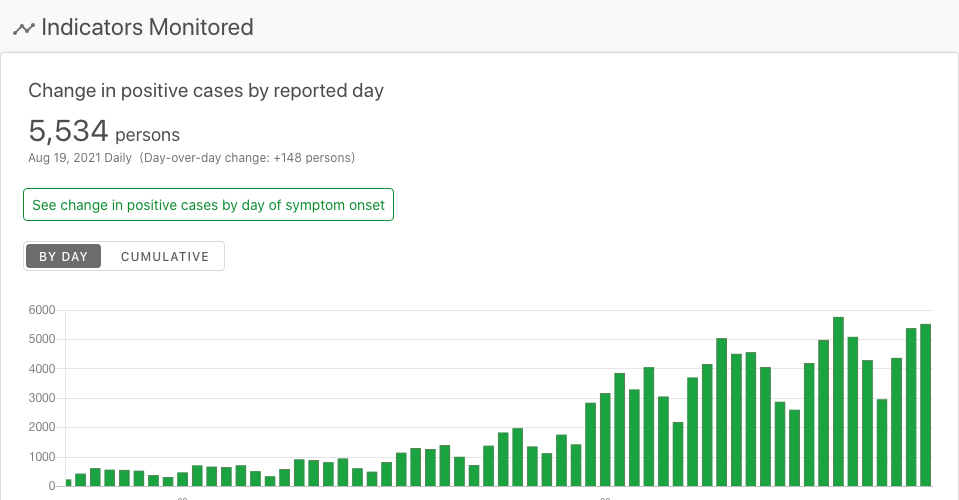 Indicators Monitored
Change in positive cases by reported day
5,534 persons
Aug 19, 2021 Daily (Day-over-day change: +148 persons)
See change in positive cases by day of symptom onset
BY DAY CUMULATIVE
6000
5000
4000
3000
2000
1000
0